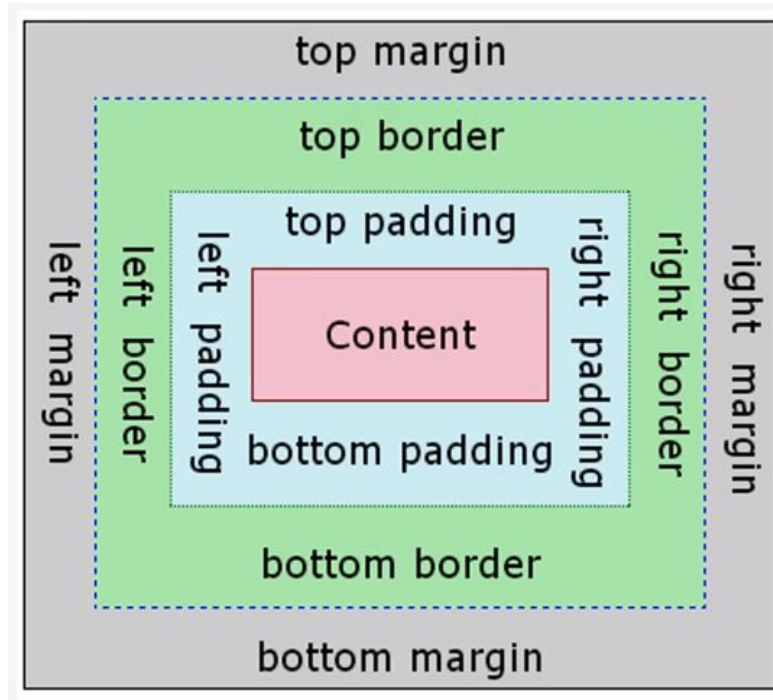 top margin
top border
top padding
left margin
left border
left padding
Content
right padding
right border
right margin
bottom padding
bottom border
bottom margin